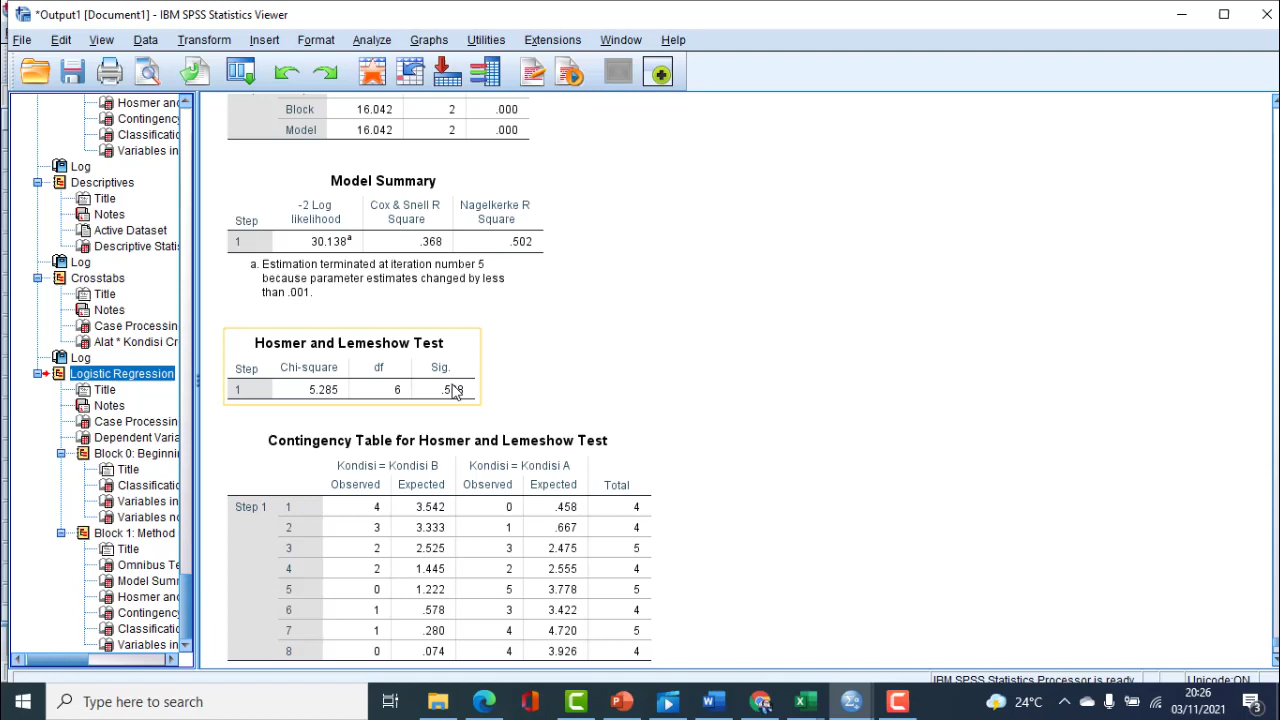 *Output1 [Document1] - IBM SPSS Statistics Viewer
File Edit View Data Transform Insert Format Analyze Graphs Utilities Extensions Window Help
Hosmer an
Contingency
Classificati
Variables in
Log
Descriptives
Title
Notes
Active Dataset
Descriptive Stati
Log
Crosstabs
Title
Notes
Case Processin
Alat * Kondisi Cr
Log
Logistic Regression
Title
Notes
Case Processin
Dependent Varia
Block 0: Beginni
Title
Classificati
Variables in
Variables no
Block 1: Method
Title
Omnibus Te
Model Summ
Hosmer an
Contingency
Classificati
Variables in
Block 16.042 2 .000
Model 16.042 2 .000
Model Summary
Step -2 Log likelihood Cox & Snell R Square Nagelkerke R Square
1 30.138a .368 .502
a. Estimation terminated at iteration number 5
because parameter estimates changed by less
than .001.
Hosmer and Lemeshow Test
Step Chi-square df Sig.
1 5.285 6
Contingency Table for Hosmer and Lemeshow Test
Kondisi = Kondisi B Kondisi = Kondisi A
Observed Expected Observed Expected Total
Step 1 1 4 3.542 0 .458 4
2 3 3.333 1 .667 4
3 2 2.525 3 2.475 5
4 2 1.445 2 2.555 4
5 0 1.222 5 3.778 5
6 1 .578 3 3.422 4
7 1 .280 4 4.720 5
8 0 .074 4 3.926 4
IBM SPSS Statistics Processor is ready Unicode:ON
Type here to search
24°C
20:26
03/11/2021
3